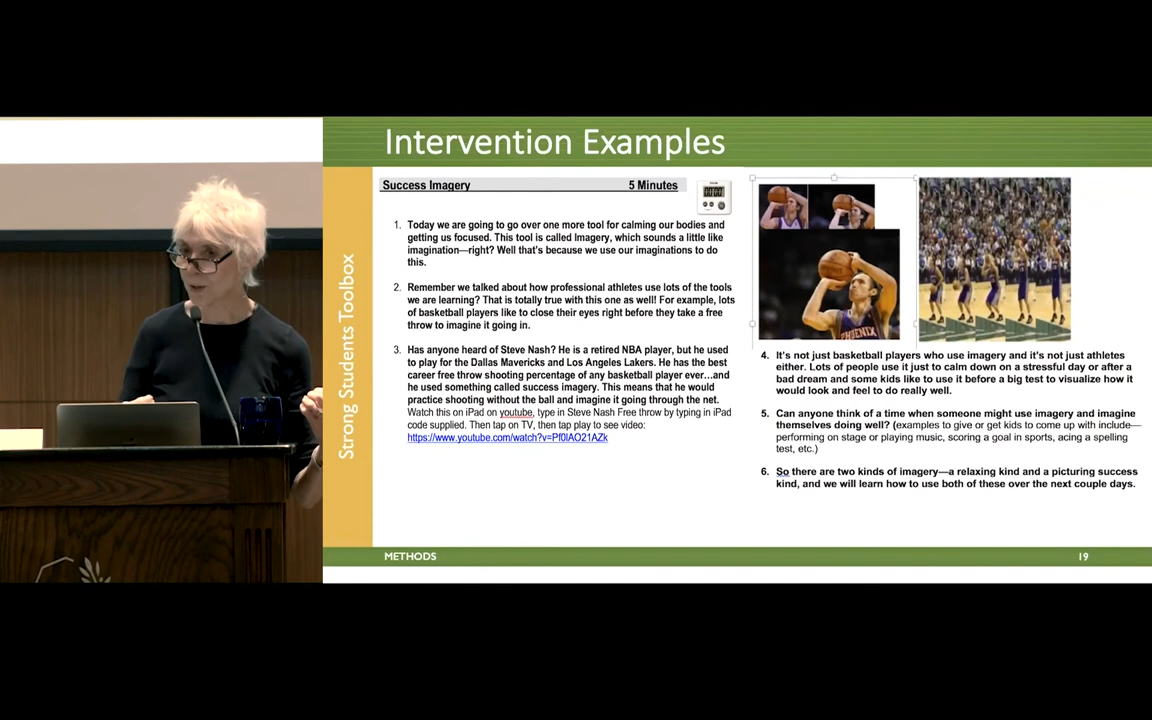 Intervention Examples
Strong Students Toolbox
Success Imagery 5 Minutes
1. Today we are going to go over one more tool for calming our bodies and
getting us focused. This tool is called Imagery, which sounds a little like
imagination—right? Well that's because we use our imaginations to do
this.
2. Remember we talked about how professional athletes use lots of the tools
we are learning? That is totally true with this one as well! For example, lots
of basketball players like to close their eyes right before they take a free
throw to imagine it going in.
3. Has anyone heard of Steve Nash? He is a retired NBA player, but he used
to play for the Dallas Mavericks and Los Angeles Lakers. He has the best
career free throw shooting percentage of any basketball player ever…and
he used something called success imagery. This means that he would
practice shooting without the ball and imagine it going through the net.
Watch this on iPad on youtube, type in Steve Nash Free throw by typing in iPad
code supplied. Then tap on TV, then tap play to see video:
https://www.youtube.com/watch?v=Pf0lAO21AZk
PHOENIX
4. It's not just basketball players who use imagery and it's not just athletes
either. Lots of people use it just to calm down on a stressful day or after a
bad dream and some kids like to use it before a big test to visualize how it
would look and feel to do really well.
5. Can anyone think of a time when someone might use imagery and imagine
themselves doing well? (examples to give or get kids to come up with include—
performing on stage or playing music, scoring a goal in sports, acing a spelling
test, etc.)
6. So there are two kinds of imagery—a relaxing kind and a picturing success
kind, and we will learn how to use both of these over the next couple days.
METHODS
19